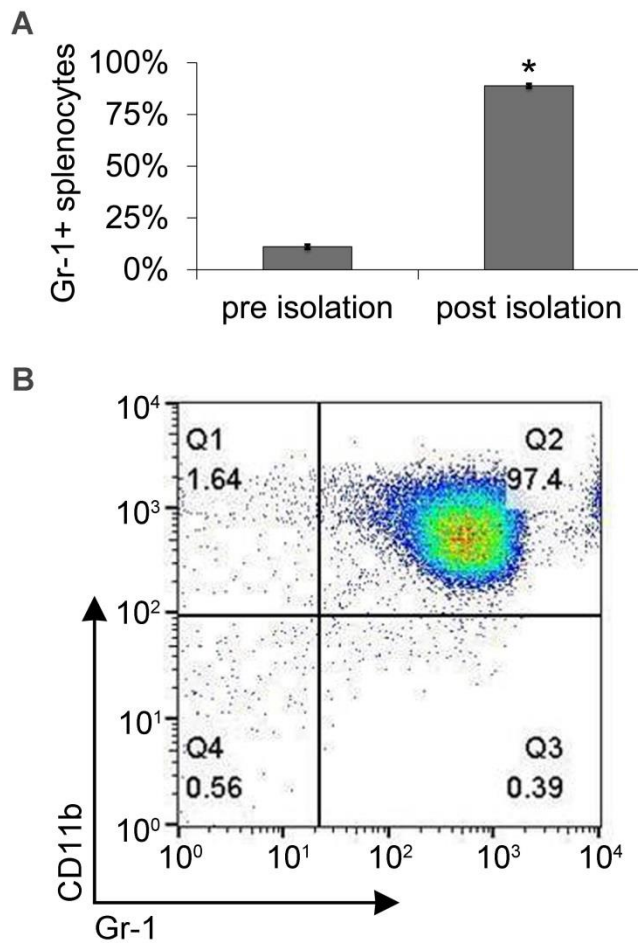 A
Gr-1+ splenocytes
100%
75%
50%
25%
0%
*
pre isolation
post isolation
B
CD11b
10⁴
10³
10²
10¹
10⁰
Q1
1.64
Q2
97.4
Q4
0.56
Q3
0.39
10⁰ 10¹ 10² 10³ 10⁴
Gr-1